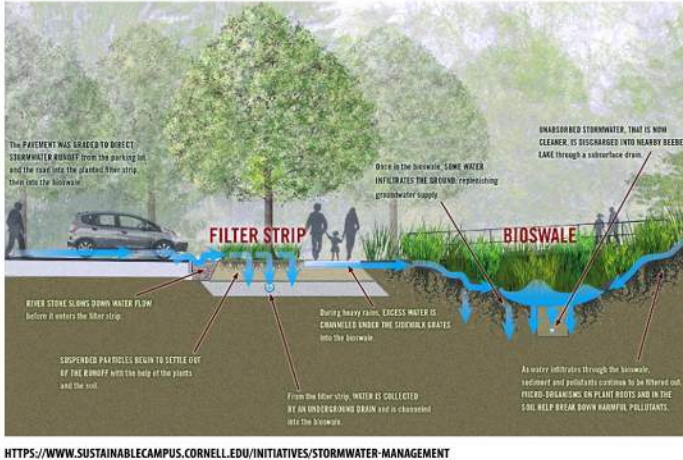 The PAVEMENT WAS GRADED TO DIRECT
STORMWATER RUNOFF from the parking lot
and the road into the planted filter strip,
then into the bioswale.
UNABSORBED STORMWATER, THAT IS NOW
CLEANER, IS DISCHARGED INTO NEARBY BEEBE
LAKE through a subsurface drain.
Once in the bioswale, SOME WATER
INFILTRATES THE GROUND, replenishing
groundwater supply.
FILTER STRIP
BIOSWALE
RIVER STONE SLOWS DOWN WATER FLOW
before it enters the filter strip.
During heavy rains, EXCESS WATER IS
CHANNELED UNDER THE SIDEWALK GRATES
into the bioswale.
SUSPENDED PARTICLES BEGIN TO SETTLE OUT
OF THE RUNOFF with the help of the plants
and the soil.
As water infiltrates through the bioswale,
sediment and pollutants continue to be filtered out.
MICRO-ORGANISMS ON PLANT ROOTS AND IN THE
SOIL HELP BREAK DOWN HARMFUL POLLUTANTS.
From the filter strip, WATER IS COLLECTED
BY AN UNDERGROUND DRAIN and is channeled
into the bioswale.
HTTPS://WWW.SUSTAINABLECAMPUS.CORNELL.EDU/INITIATIVES/STORMWATER-MANAGEMENT